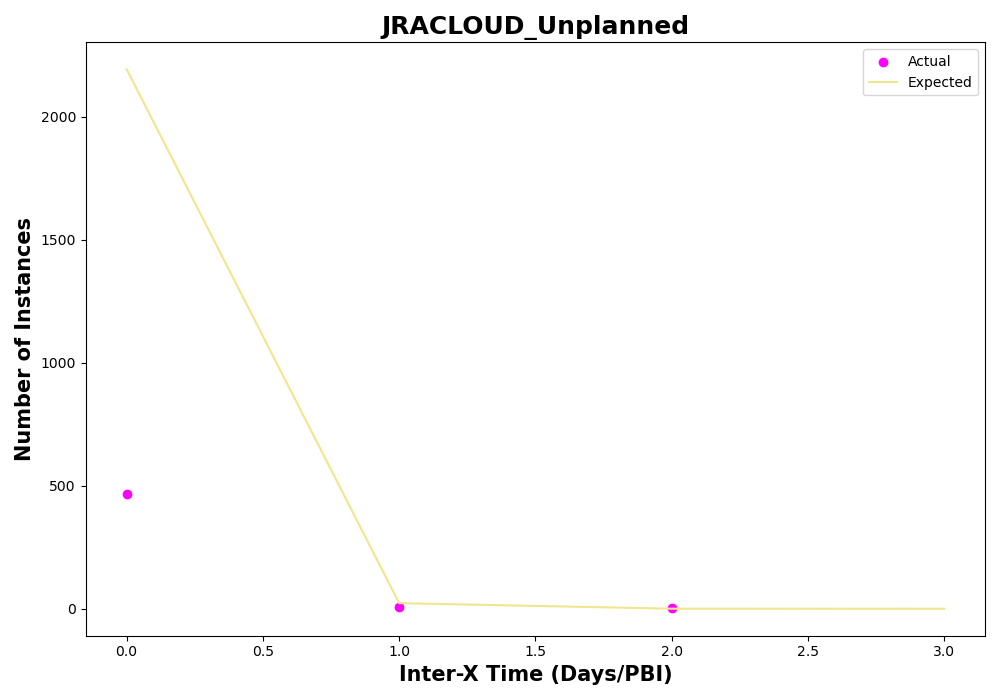 JRACLOUD_Unplanned
Actual
Expected
2000
1500
1000
500
0
Number of Instances
0.0 0.5 1.0 1.5 2.0 2.5 3.0
Inter-X Time (Days/PBI)